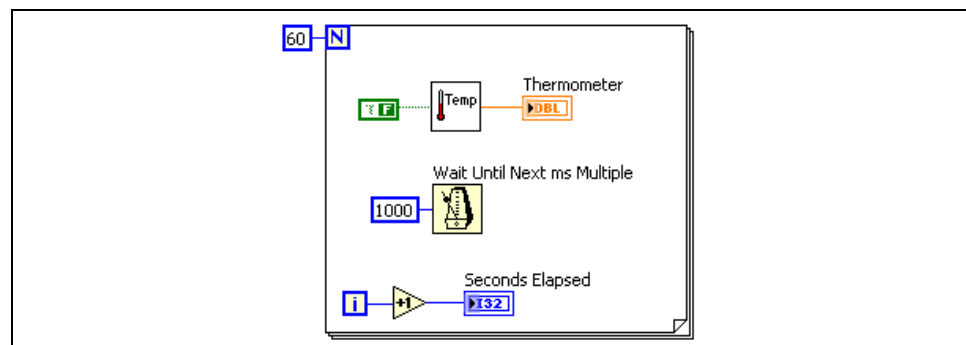 60 N
Thermometer
Temp
? F
DBL
Wait Until Next ms Multiple
1000
Seconds Elapsed
i
+1
I32